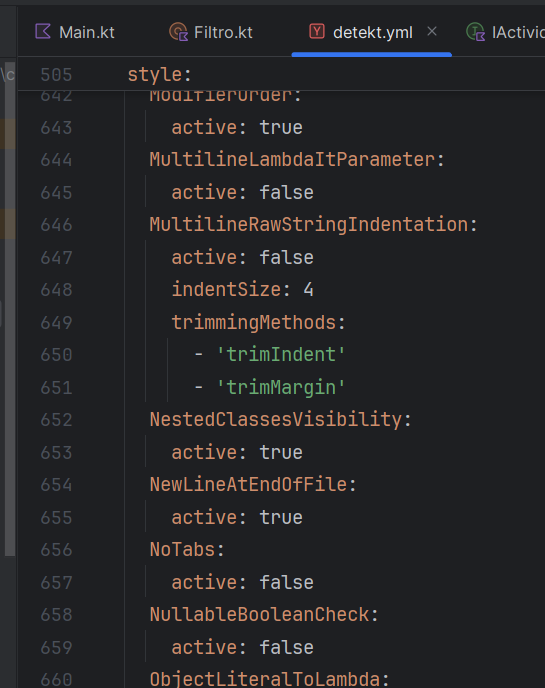 Main.kt Filtro.kt detekt.yml
\c
505 style:
642 ModifierOrder:
643 active: true
644 MultilineLambdaItParameter:
645 active: false
646 MultilineRawStringIndentation:
647 active: false
648 indentSize: 4
649 trimmingMethods:
650 - 'trimIndent'
651 - 'trimMargin'
652 NestedClassesVisibility:
653 active: true
654 NewLineAtEndOfFile:
655 active: true
656 NoTabs:
657 active: false
658 NullableBooleanCheck:
659 active: false
660 ObjectLiteralToLambda: